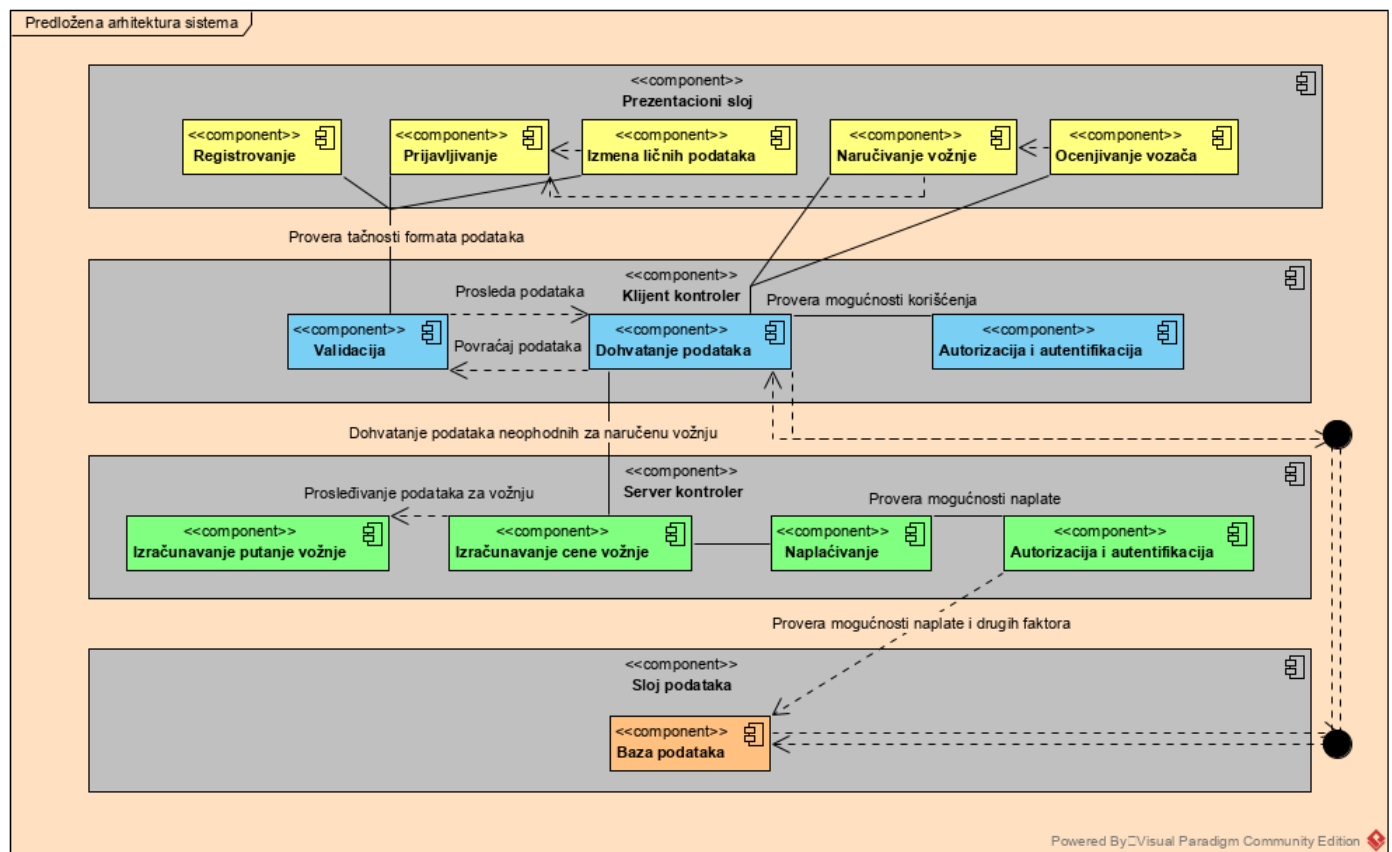 Predložena arhitektura sistema
<<component>>
Prezentacioni sloj
<<component>>
Registrovanje
<<component>>
Prijavljivanje
<<component>>
Izmena ličnih podataka
<<component>>
Naručivanje vožnje
<<component>>
Ocenjivanje vozača
Provera tačnosti formata podataka
<<component>>
Klijent kontroler
Prosleda podataka
Provera mogućnosti korišćenja
<<component>>
Validacija
Povraćaj podataka
<<component>>
Dohvatanje podataka
<<component>>
Autorizacija i autentifikacija
Dohvatanje podataka neophodnih za naručenu vožnju
<<component>>
Server kontroler
Prosleđivanje podataka za vožnju
Provera mogućnosti naplate
<<component>>
Izračunavanje putanje vožnje
<<component>>
Izračunavanje cene vožnje
<<component>>
Naplaćivanje
<<component>>
Autorizacija i autentifikacija
Provera mogućnosti naplate i drugih faktora
<<component>>
Sloj podataka
<<component>>
Baza podataka
Powered By Visual Paradigm Community Edition